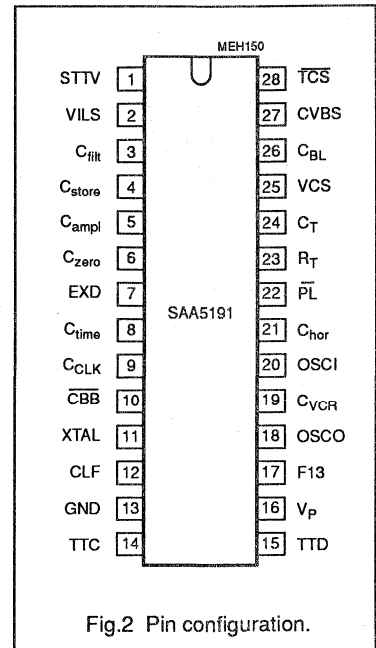 MEH150
STTV 1 28 T̅C̅S̅
VILS 2 27 CVBS
Cfilt 3 26 CBL
Cstore 4 25 VCS
Campl 5 24 CT
Czero 6 23 RT
EXD 7 22 P̅L̅
SAA5191
Ctime 8 21 Chor
CCLK 9 20 OSCI
C̅B̅B̅ 10 19 CVCR
XTAL 11 18 OSCO
CLF 12 17 F13
GND 13 16 VP
TTC 14 15 TTD
Fig.2 Pin configuration.